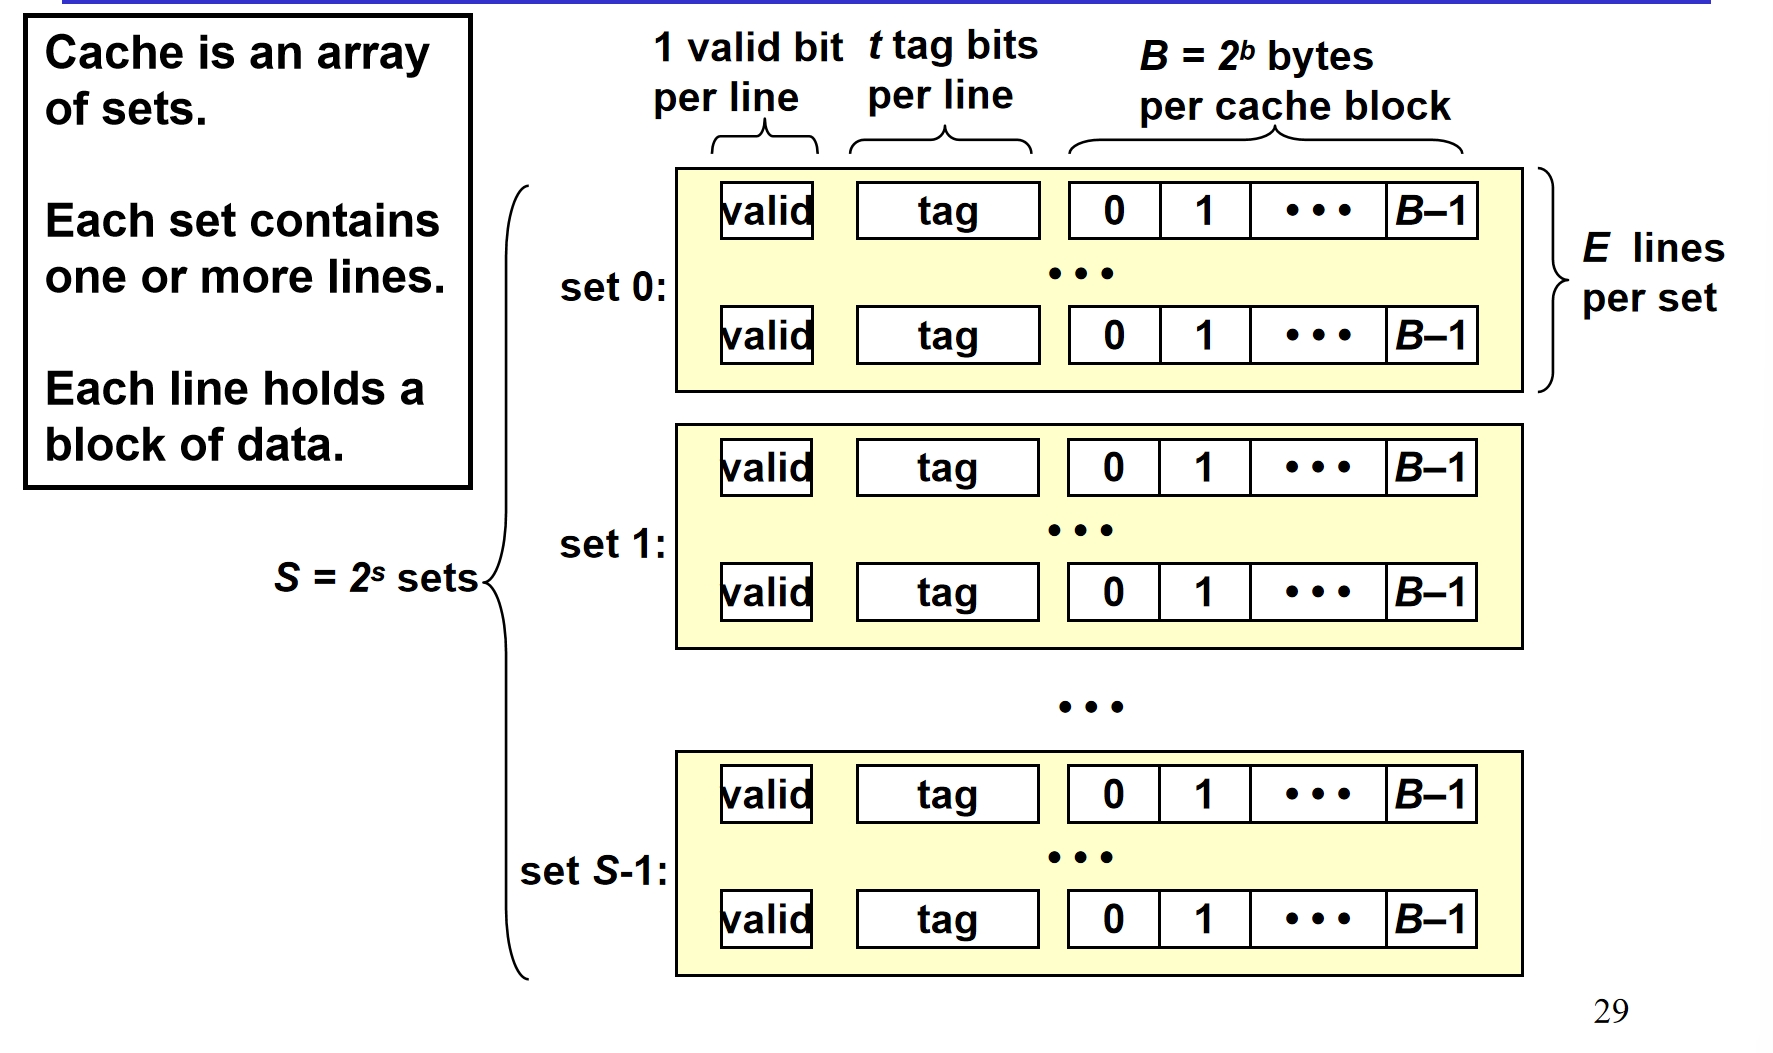 Cache is an array
of sets.
Each set contains
one or more lines.
Each line holds a
block of data.
1 valid bit
per line
t tag bits
per line
B = 2ᵇ bytes
per cache block
valid tag 0 1 • • • B–1
• • •
set 0:
valid tag 0 1 • • • B–1
E lines
per set
valid tag 0 1 • • • B–1
• • •
set 1:
valid tag 0 1 • • • B–1
S = 2ˢ sets
• • •
valid tag 0 1 • • • B–1
• • •
set S-1:
valid tag 0 1 • • • B–1
29